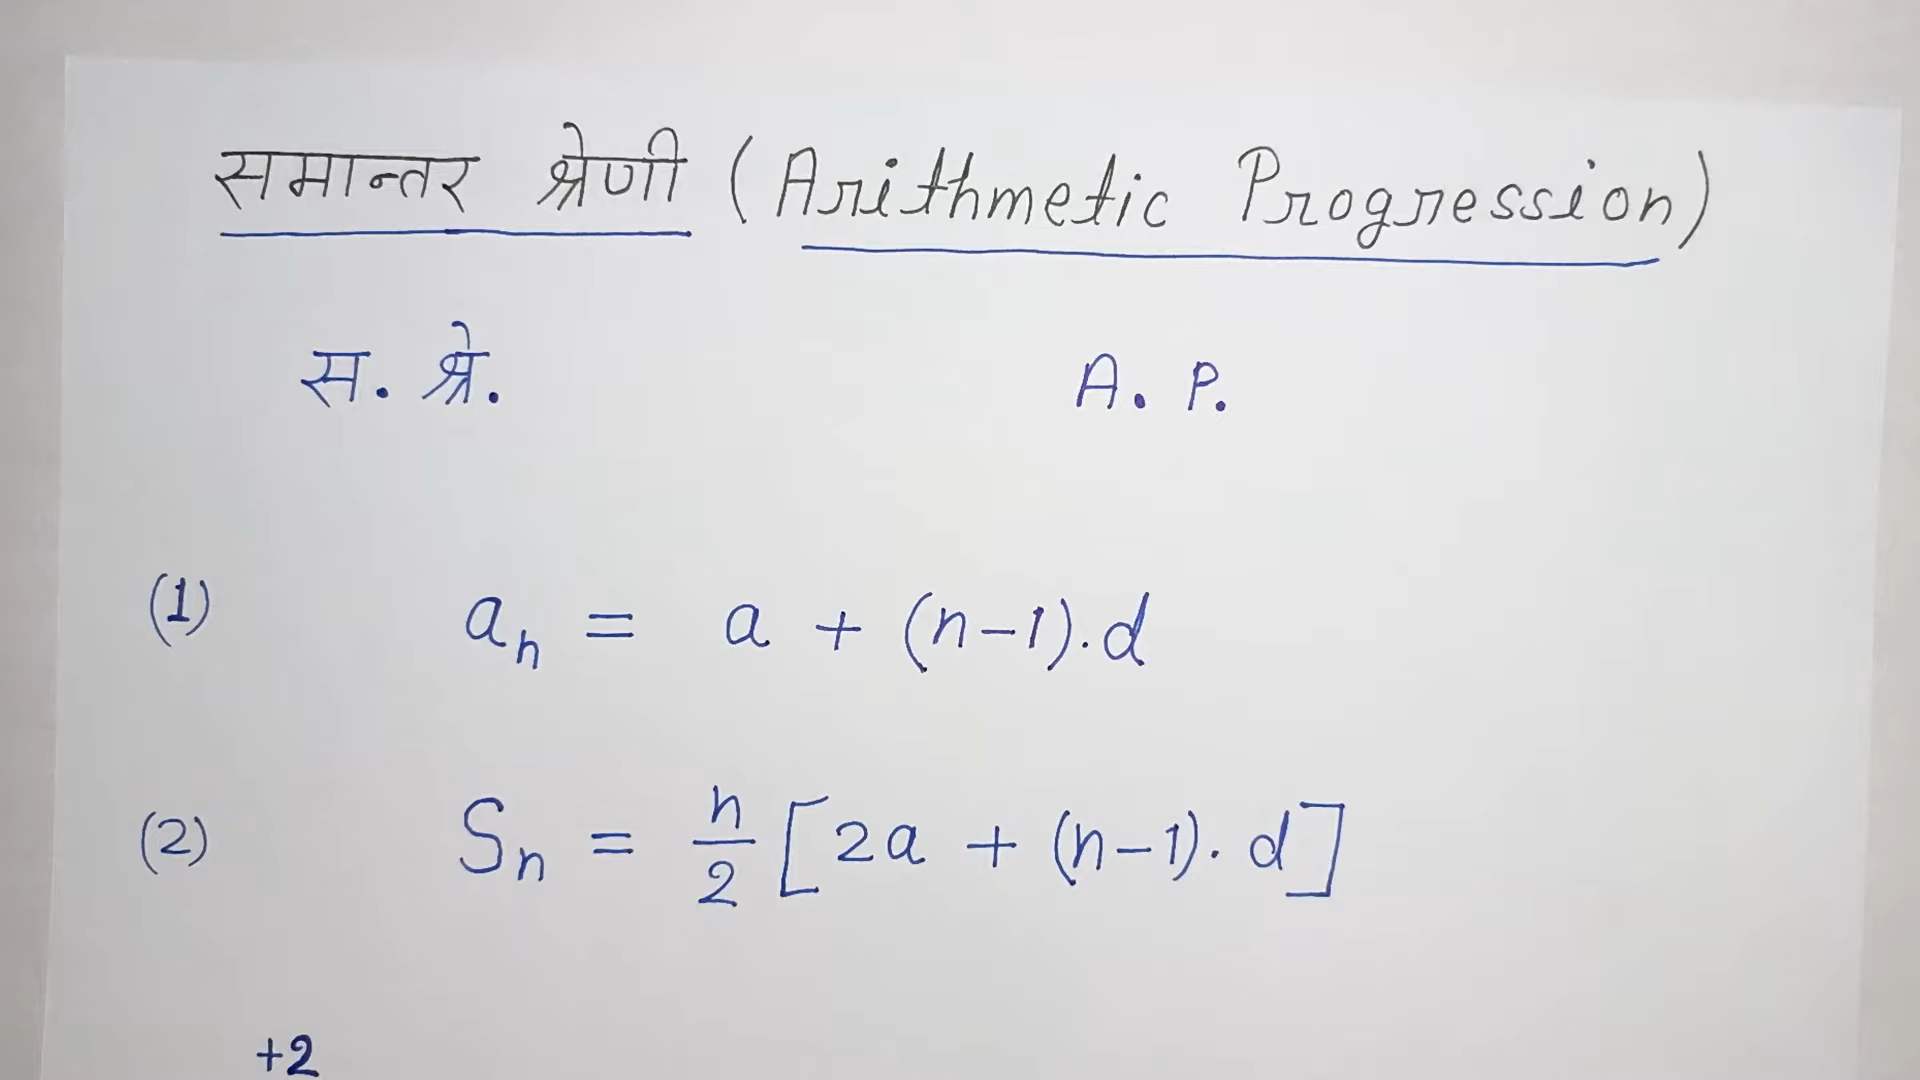 समान्तर श्रेणी (Arithmetic Progression)
स. श्रे. A. P.
(1) aₙ = a + (n-1).d
(2) Sₙ = n/2 [2a + (n-1). d]
+2